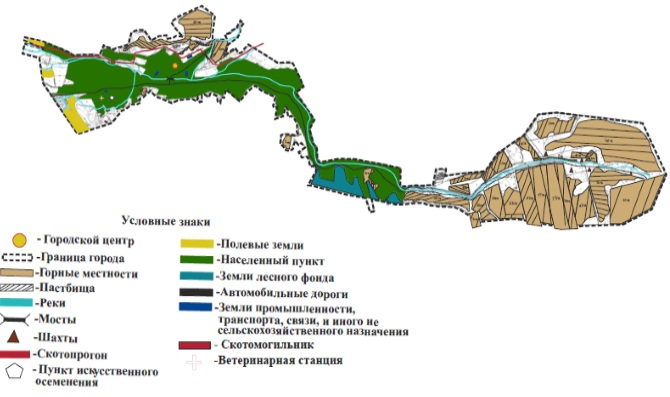 Условные знаки
- Городской центр
-Граница города
-Горные местности
-Пастбища
-Реки
-Мосты
-Шахты
-Скотопрогон
- Пункт искусственного
осеменения
-Полевые земли
-Населенный пункт
-Земли лесного фонда
-Автомобильные дороги
-Земли промышленности,
транспорта, связи, и иного не
сельскохозяйственного назначения
- Скотомогильник
-Ветеринарная станция